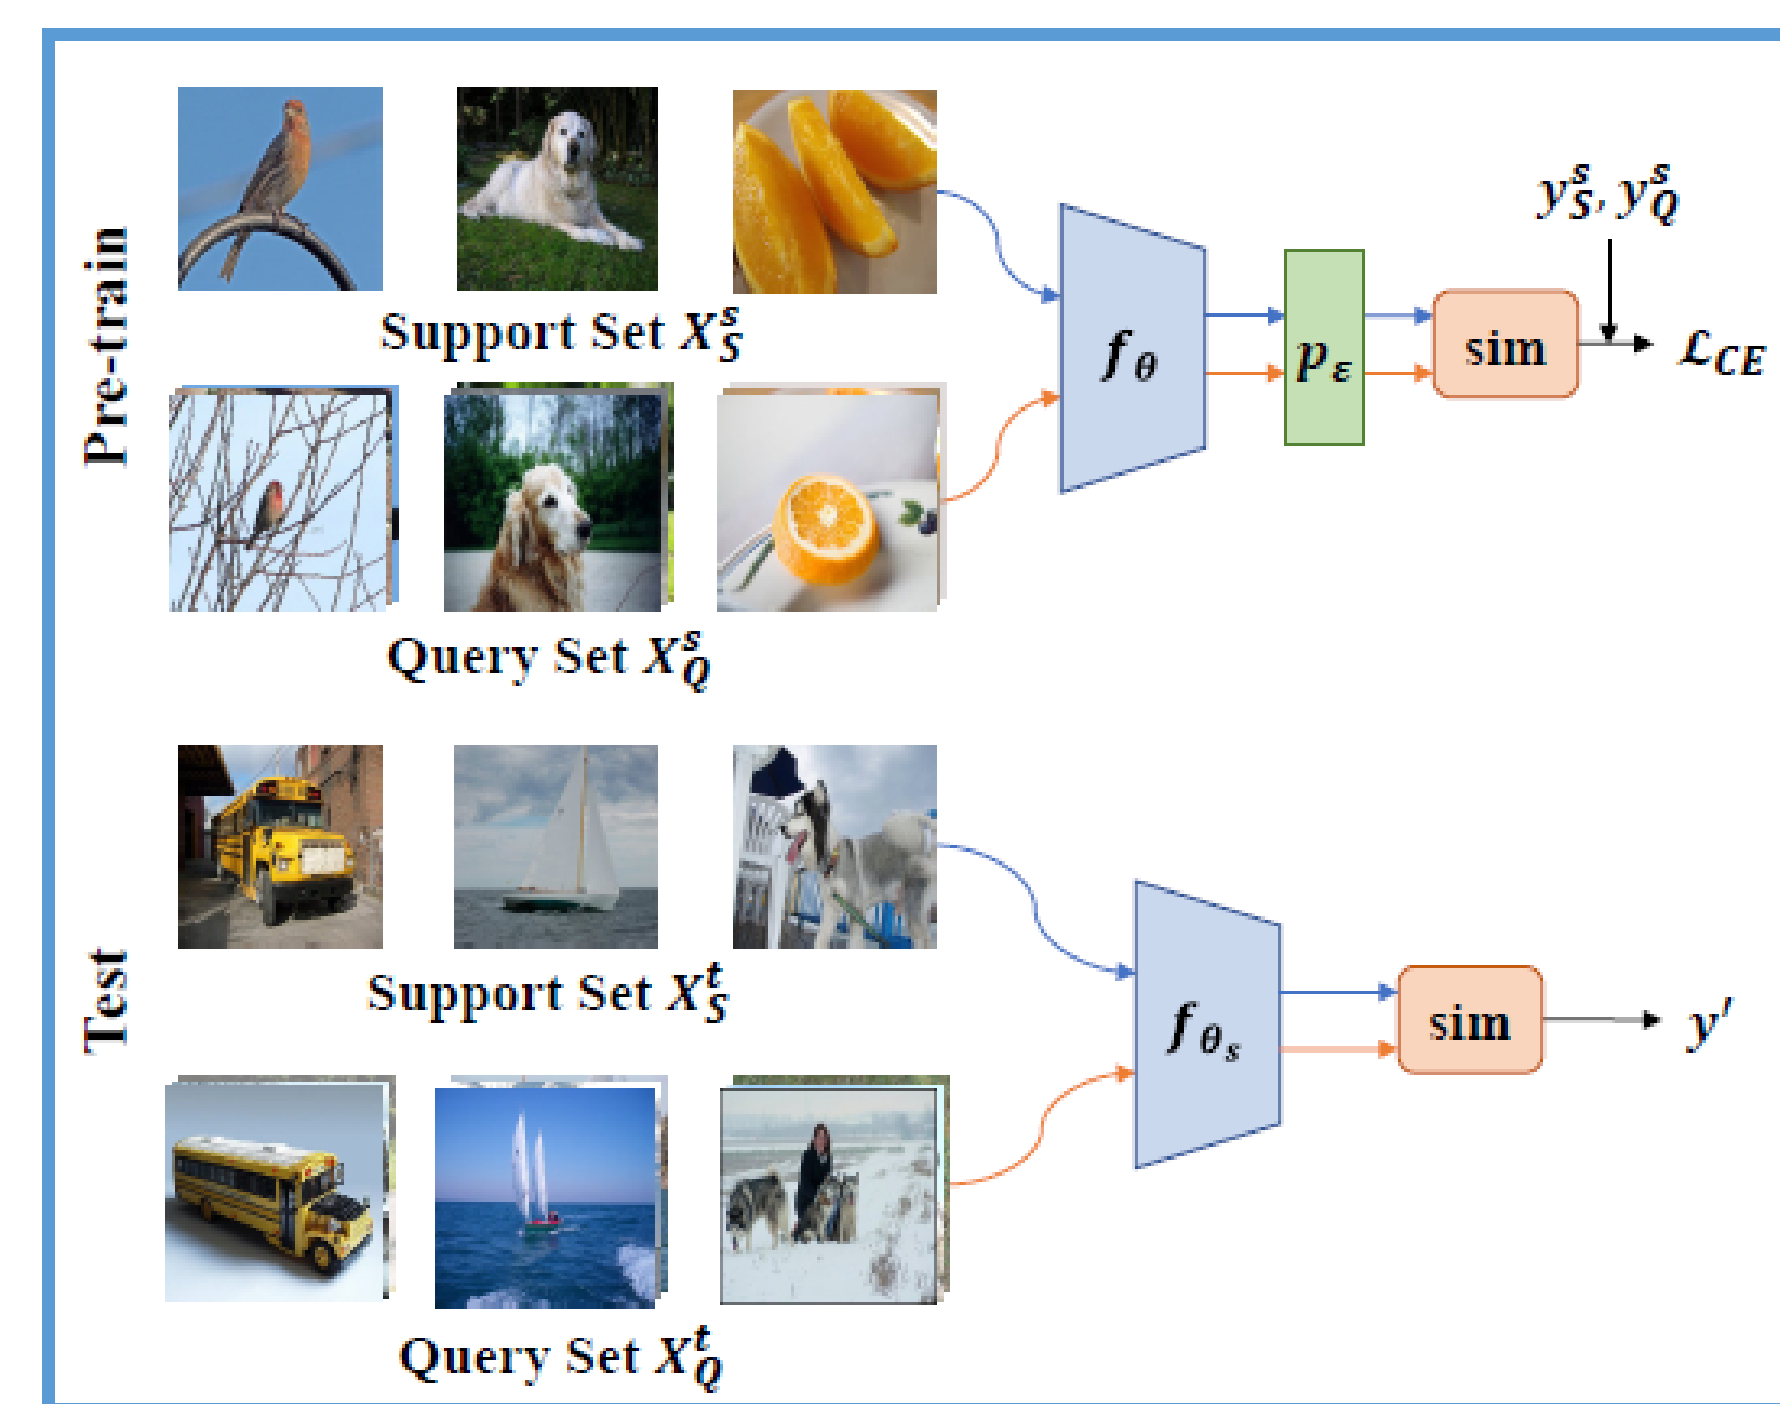 Pre-train
Support Set X_S^s
Query Set X_Q^s
f_θ
p_ε
sim
y_S^s, y_Q^s
ℒ_CE
Test
Support Set X_S^t
Query Set X_Q^t
f_θ_s
sim
y′